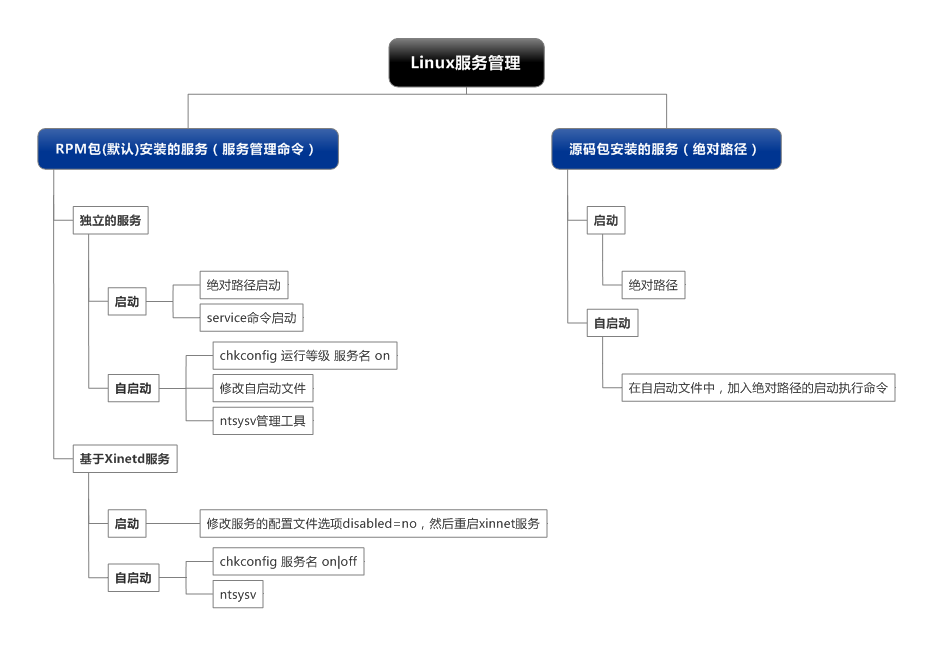 Linux服务管理
RPM包(默认)安装的服务（服务管理命令）
独立的服务
启动
绝对路径启动
service命令启动
自启动
chkconfig 运行等级 服务名 on
修改自启动文件
ntsysv管理工具
基于Xinetd服务
启动
修改服务的配置文件选项disabled=no，然后重启xinnet服务
自启动
chkconfig 服务名 on|off
ntsysv
源码包安装的服务（绝对路径）
启动
绝对路径
自启动
在自启动文件中，加入绝对路径的启动执行命令